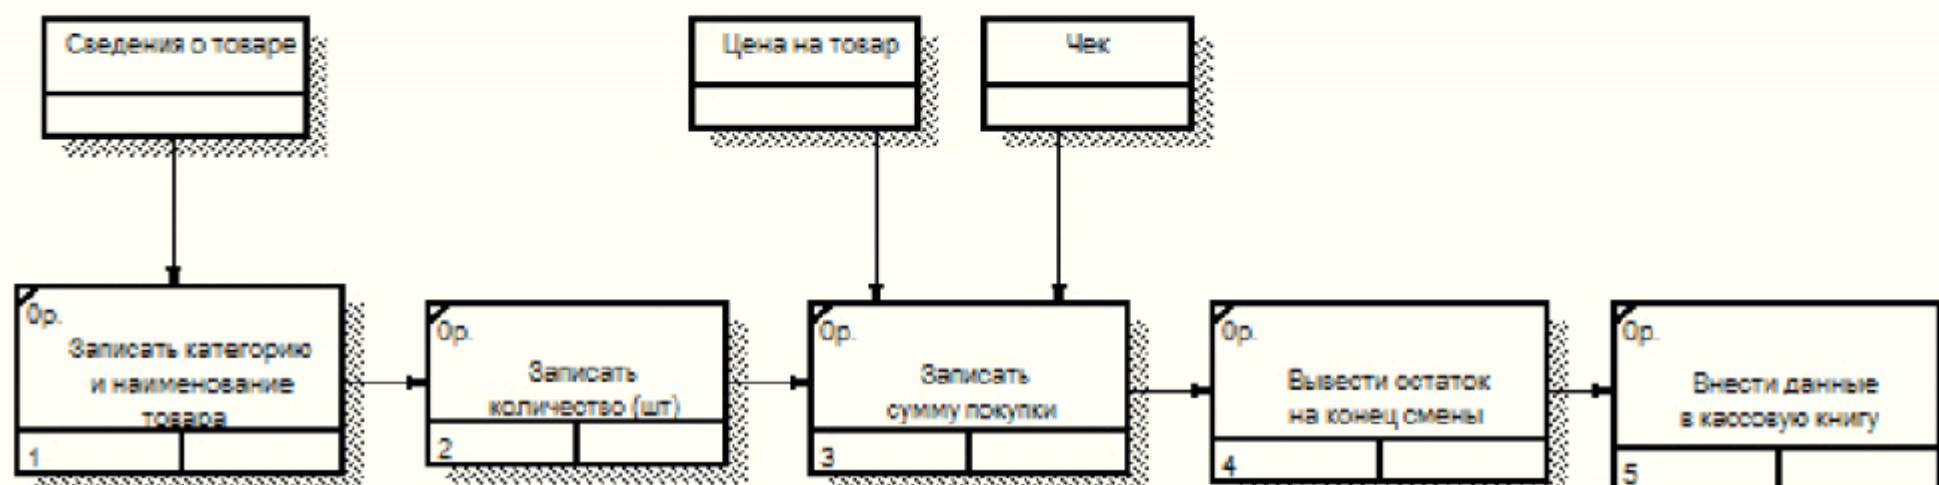 Сведения о товаре
Цена на товар
Чек
0р.
Записать категорию
и наименование
товара
1
0р.
Записать
количество (шт)
2
0р.
Записать
сумму покупки
3
0р.
Вывести остаток
на конец смены
4
0р.
Внести данные
в кассовую книгу
5